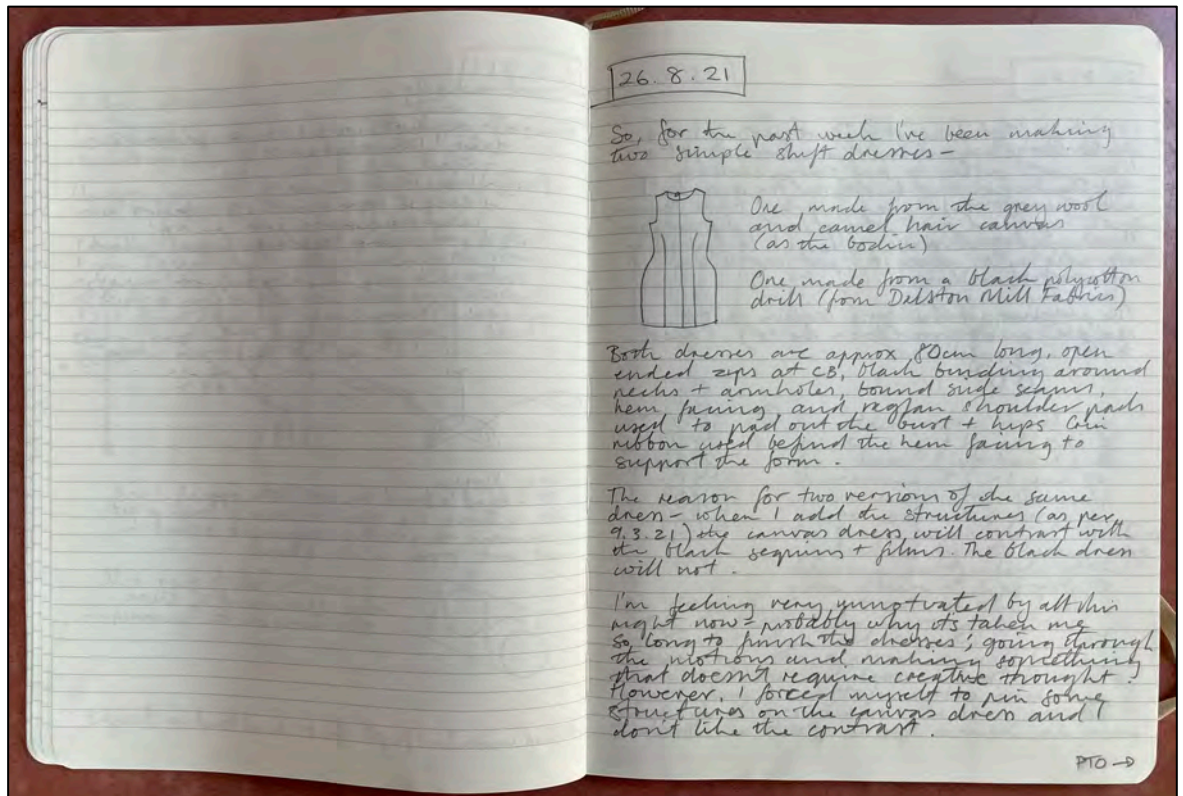 26.8.21
So, for the past week I've been making
two simple shift dresses –
One made from the grey wool
and camel hair canvas
(as the bodice)
One made from a black polycotton
drill (from Dalston Mill Fabrics)
Both dresses are approx 80cm long, open
ended zips at CB, black binding around
necks + armholes, bound side seams,
hem facing, and raglan shoulder pads
used to pad out the bust + hips.
ribbon used behind the hem facing to
support the form.
The reason for two versions of the same
dress – when I add the structures (as per
9.3.21) the canvas dress will contrast with
the black sequins + films. The black dress
will not.
I'm feeling very unmotivated by all this
right now – probably why it's taken me
so long to finish the dresses; going through
the motions and making something
that doesn't require creative thought.
However, I forced myself to pin some
structures on the canvas dress and I
don't like the contrast.
PTO →